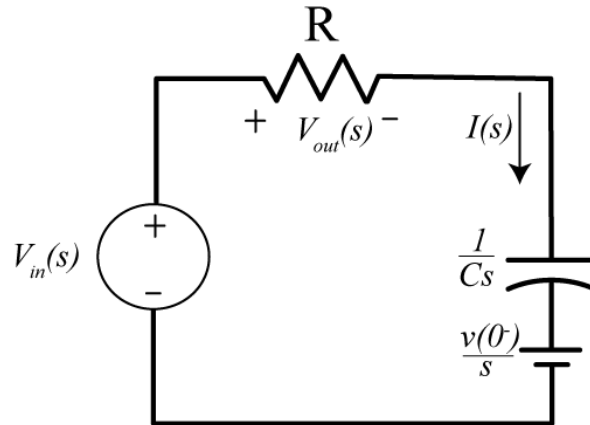 R
+ V_out(s) −
I(s)
V_in(s)
+
−
1/Cs
v(0⁻)/s